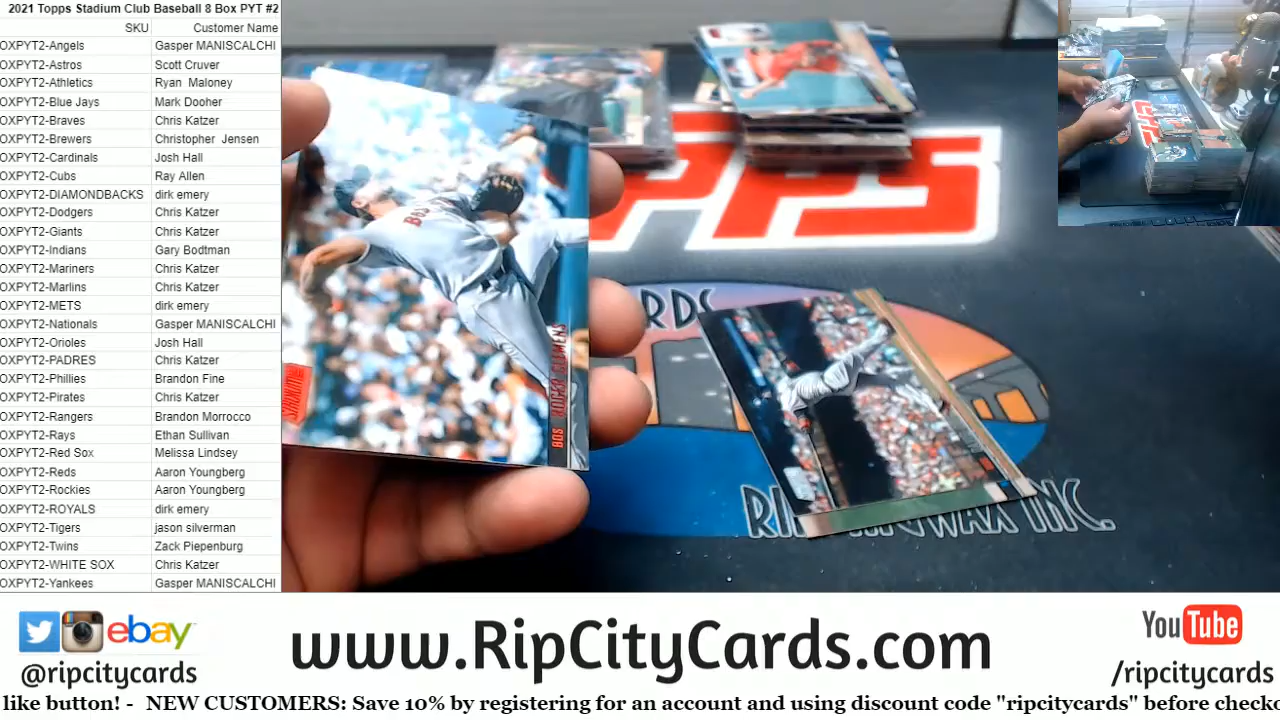 2021 Topps Stadium Club Baseball 8 Box PYT #2
SKU Customer Name
OXPYT2-Angels Gasper MANISCALCHI
OXPYT2-Astros Scott Cruver
OXPYT2-Athletics Ryan Maloney
OXPYT2-Blue Jays Mark Dooher
OXPYT2-Braves Chris Katzer
OXPYT2-Brewers Christopher Jensen
OXPYT2-Cardinals Josh Hall
OXPYT2-Cubs Ray Allen
OXPYT2-DIAMONDBACKS dirk emery
OXPYT2-Dodgers Chris Katzer
OXPYT2-Giants Chris Katzer
OXPYT2-Indians Gary Bodtman
OXPYT2-Mariners Chris Katzer
OXPYT2-Marlins Chris Katzer
OXPYT2-METS dirk emery
OXPYT2-Nationals Gasper MANISCALCHI
OXPYT2-Orioles Josh Hall
OXPYT2-PADRES Chris Katzer
OXPYT2-Phillies Brandon Fine
OXPYT2-Pirates Chris Katzer
OXPYT2-Rangers Brandon Morrocco
OXPYT2-Rays Ethan Sullivan
OXPYT2-Red Sox Melissa Lindsey
OXPYT2-Reds Aaron Youngberg
OXPYT2-Rockies Aaron Youngberg
OXPYT2-ROYALS dirk emery
OXPYT2-Tigers jason silverman
OXPYT2-Twins Zack Piepenburg
OXPYT2-WHITE SOX Chris Katzer
OXPYT2-Yankees Gasper MANISCALCHI
BOS ROGER CLEMENS
ebay
@ripcitycards
www.RipCityCards.com
YouTube
/ripcitycards
like button! - NEW CUSTOMERS: Save 10% by registering for an account and using discount code "ripcitycards" before checko